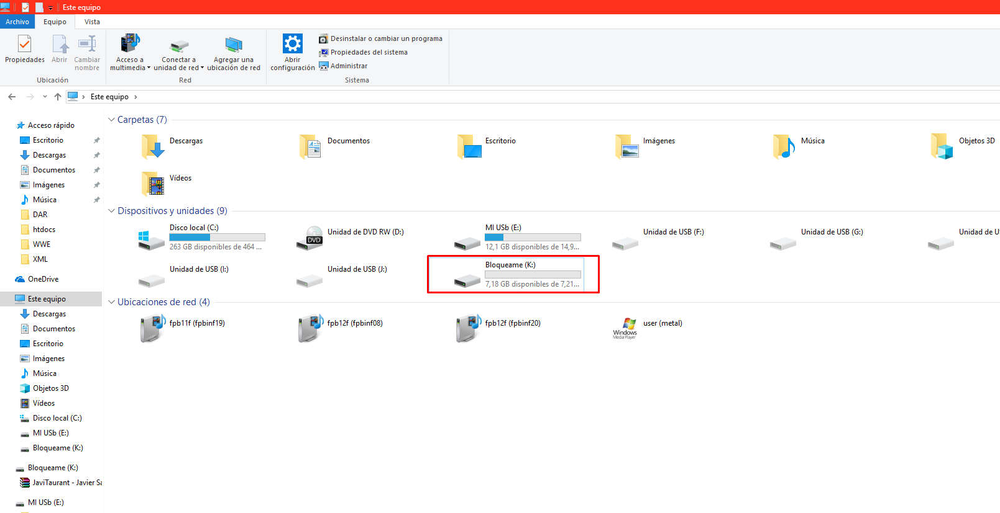 Este equipo
Archivo
Equipo
Vista
Propiedades
Abrir
Cambiar
nombre
Ubicación
Acceso a
multimedia
Conectar a
unidad de red
Agregar una
ubicación de red
Red
Abrir
configuración
Desinstalar o cambiar un programa
Propiedades del sistema
Administrar
Sistema
Este equipo
Acceso rápido
Escritorio
Descargas
Documentos
Imágenes
Música
DAR
htdocs
WWE
XML
OneDrive
Este equipo
Descargas
Documentos
Escritorio
Imágenes
Música
Objetos 3D
Vídeos
Disco local (C:)
MI USb (E:)
Bloqueame (K:)
Bloqueame (K:)
JaviTaurant - Javier Sa
MI USb (E:)
Carpetas (7)
Descargas
Documentos
Escritorio
Imágenes
Música
Objetos 3D
Vídeos
Dispositivos y unidades (9)
Disco local (C:)
263 GB disponibles de 464 ...
DVD
Unidad de DVD RW (D:)
MI USb (E:)
12,1 GB disponibles de 14,9...
Unidad de USB (F:)
Unidad de USB (G:)
Unidad de U
Unidad de USB (I:)
Unidad de USB (J:)
Bloqueame (K:)
7,18 GB disponibles de 7,21...
Ubicaciones de red (4)
fpb11f (fpbinf19)
fpb12f (fpbinf08)
fpb12f (fpbinf20)
Windows
Media Player
user (metal)